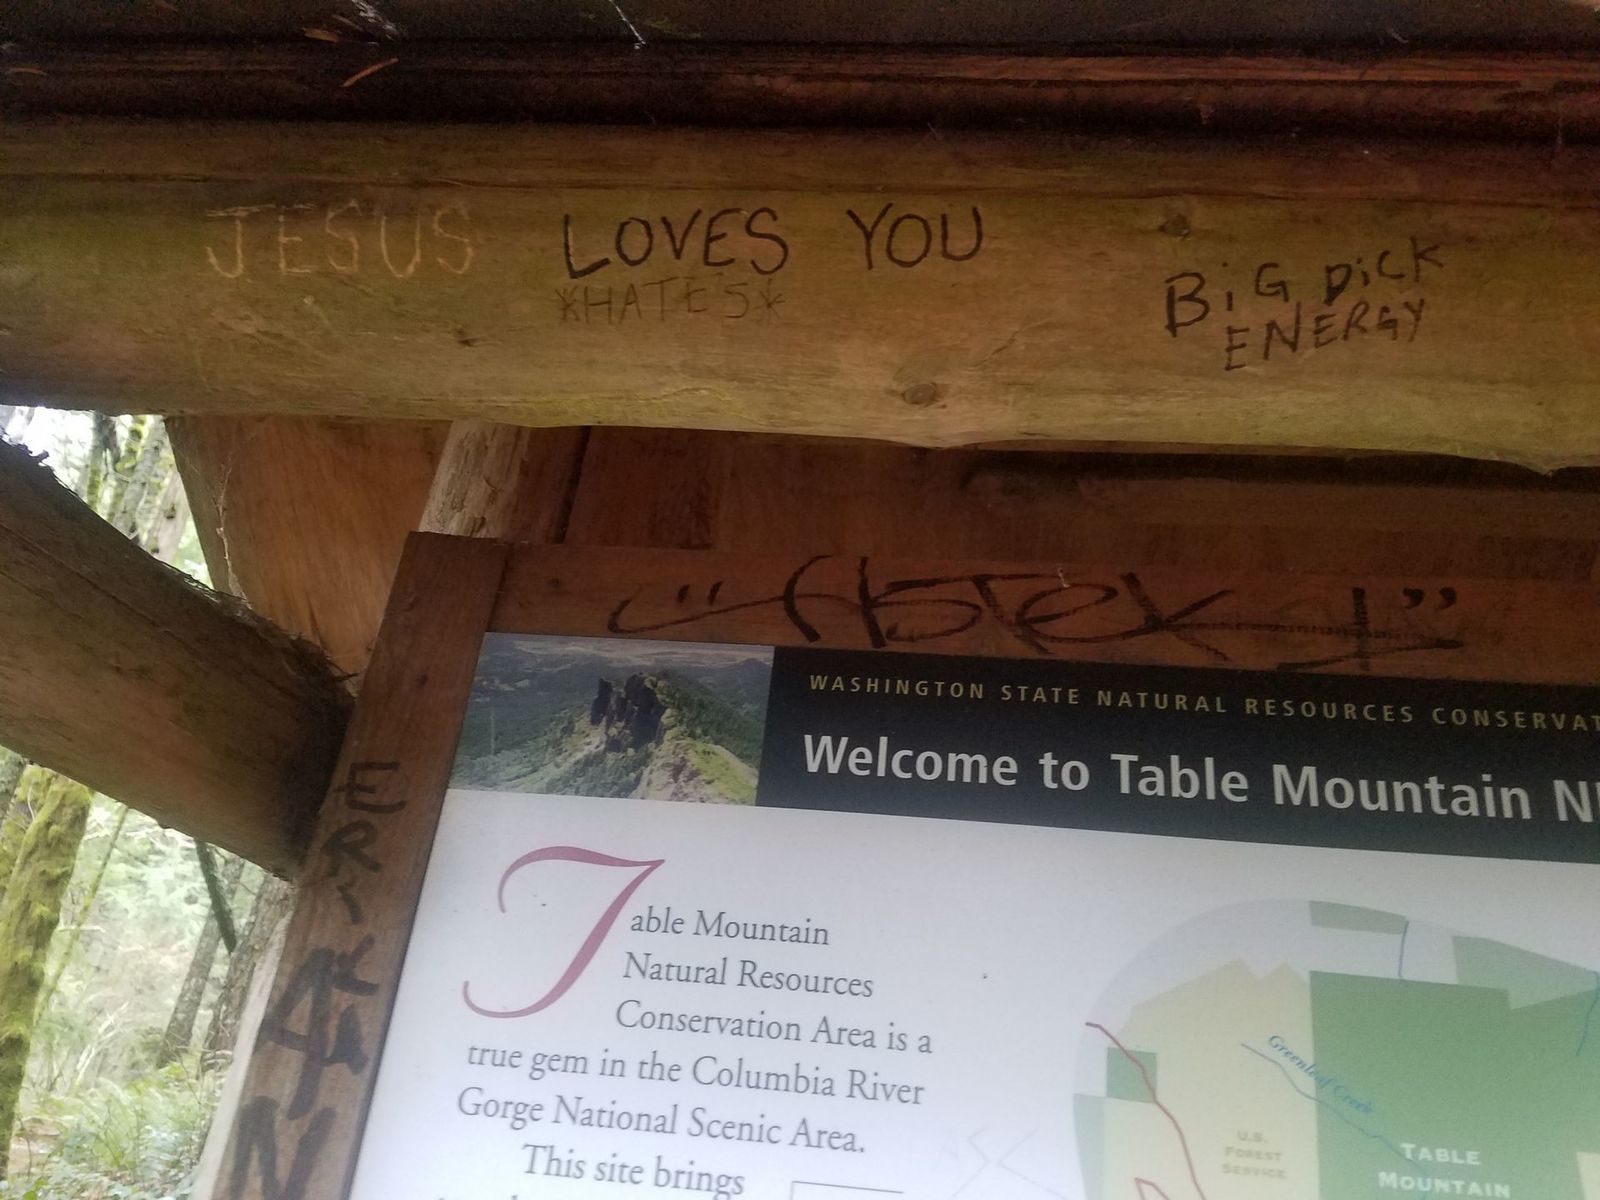 JESUS LOVES YOU
*HATES*
BiG DiCK
ENERGY
WASHINGTON STATE NATURAL RESOURCES CONSERVAT
Welcome to Table Mountain N
Table Mountain
Natural Resources
Conservation Area is a
true gem in the Columbia River
Gorge National Scenic Area.
This site brings
Greenleaf Creek
U.S.
FOREST
SERVICE
TABLE
MOUNTAIN